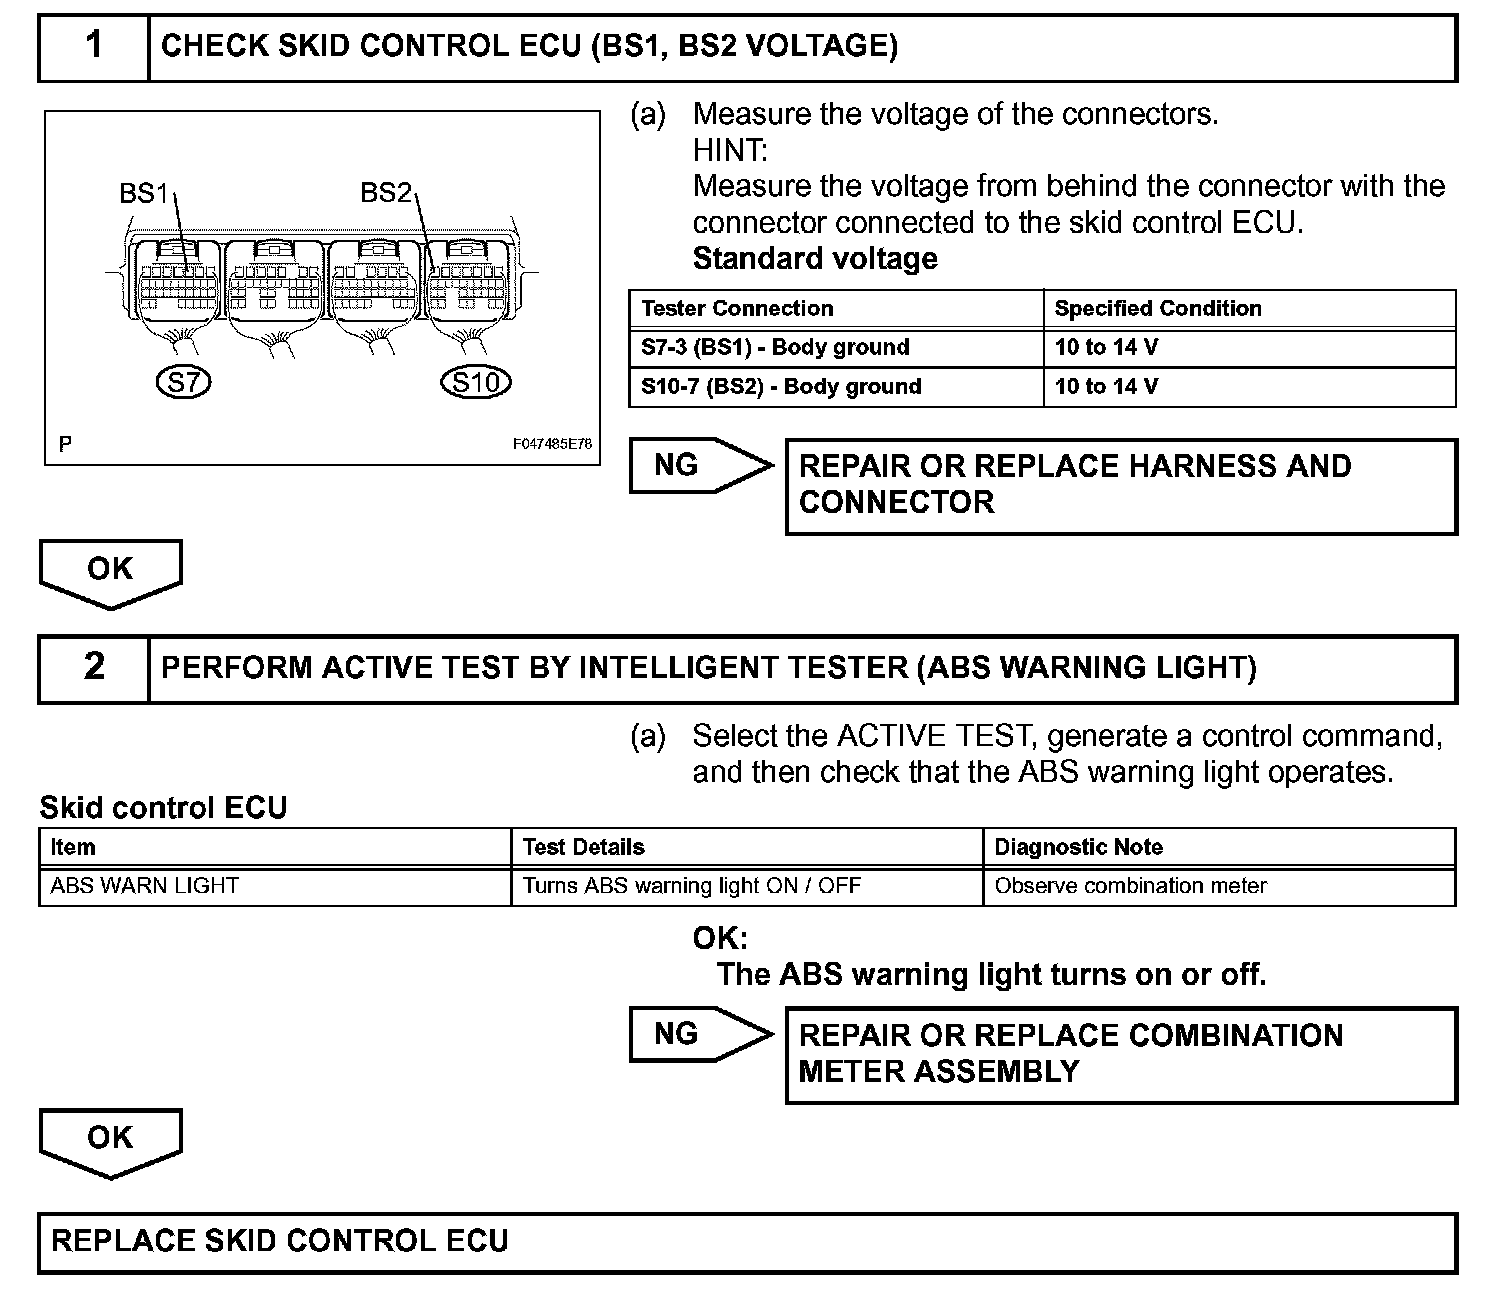 1 CHECK SKID CONTROL ECU (BS1, BS2 VOLTAGE)
BS1 BS2
S7 S10
P F047485E78
(a) Measure the voltage of the connectors.
HINT:
Measure the voltage from behind the connector with the
connector connected to the skid control ECU.
Standard voltage
Tester Connection Specified Condition
S7-3 (BS1) - Body ground 10 to 14 V
S10-7 (BS2) - Body ground 10 to 14 V
NG REPAIR OR REPLACE HARNESS AND
CONNECTOR
OK
2 PERFORM ACTIVE TEST BY INTELLIGENT TESTER (ABS WARNING LIGHT)
(a) Select the ACTIVE TEST, generate a control command,
and then check that the ABS warning light operates.
Skid control ECU
Item Test Details Diagnostic Note
ABS WARN LIGHT Turns ABS warning light ON / OFF Observe combination meter
OK:
The ABS warning light turns on or off.
NG REPAIR OR REPLACE COMBINATION
METER ASSEMBLY
OK
REPLACE SKID CONTROL ECU